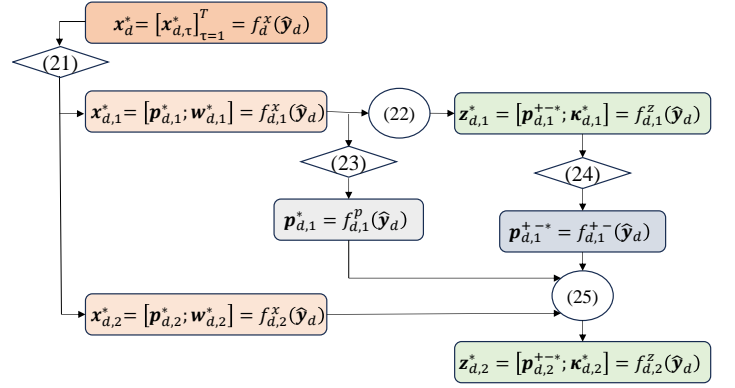 𝒙*_d = [𝒙*_{d,τ}]^T_{τ=1} = f^x_d(ŷ_d)
(21)
𝒙*_{d,1} = [𝒑*_{d,1}; 𝒘*_{d,1}] = f^x_{d,1}(ŷ_d)
(22)
𝒛*_{d,1} = [𝒑^{+−*}_{d,1}; 𝜿*_{d,1}] = f^z_{d,1}(ŷ_d)
(23)
(24)
𝒑*_{d,1} = f^p_{d,1}(ŷ_d)
𝒑^{+−*}_{d,1} = f^{+−}_{d,1}(ŷ_d)
(25)
𝒙*_{d,2} = [𝒑*_{d,2}; 𝒘*_{d,2}] = f^x_{d,2}(ŷ_d)
𝒛*_{d,2} = [𝒑^{+−*}_{d,2}; 𝜿*_{d,2}] = f^z_{d,2}(ŷ_d)